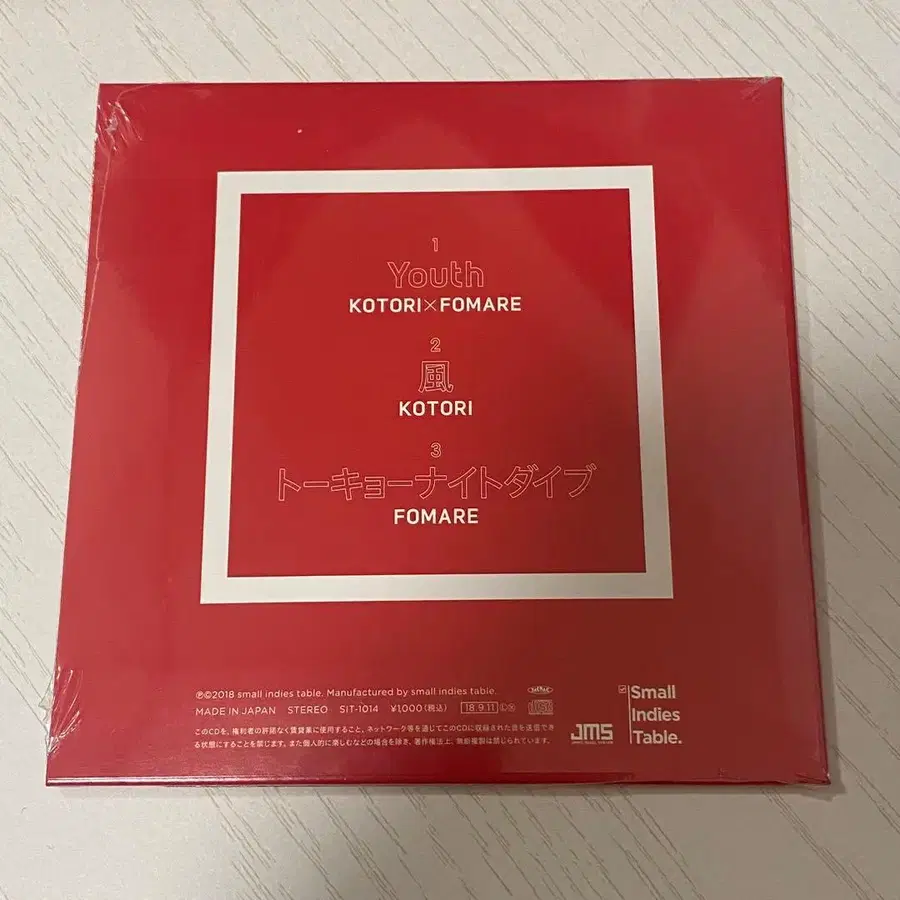 1
Youth
KOTORI×FOMARE
2
風
KOTORI
3
トーキョーナイトダイブ
FOMARE
℗©2018 small indies table. Manufactured by small indies table.
MADE IN JAPAN STEREO SIT-1014 ¥1,000(税込) 18.9.11
このCDを、権利者の許諾なく賃貸業に使用すること、ネットワーク等を通じてこのCDに収録された音を送信でき
る状態にすることを禁じます。また個人的に楽しむなどの場合を除き、著作権法上、無断複製は禁じられています。
JMS
Small
Indies
Table.